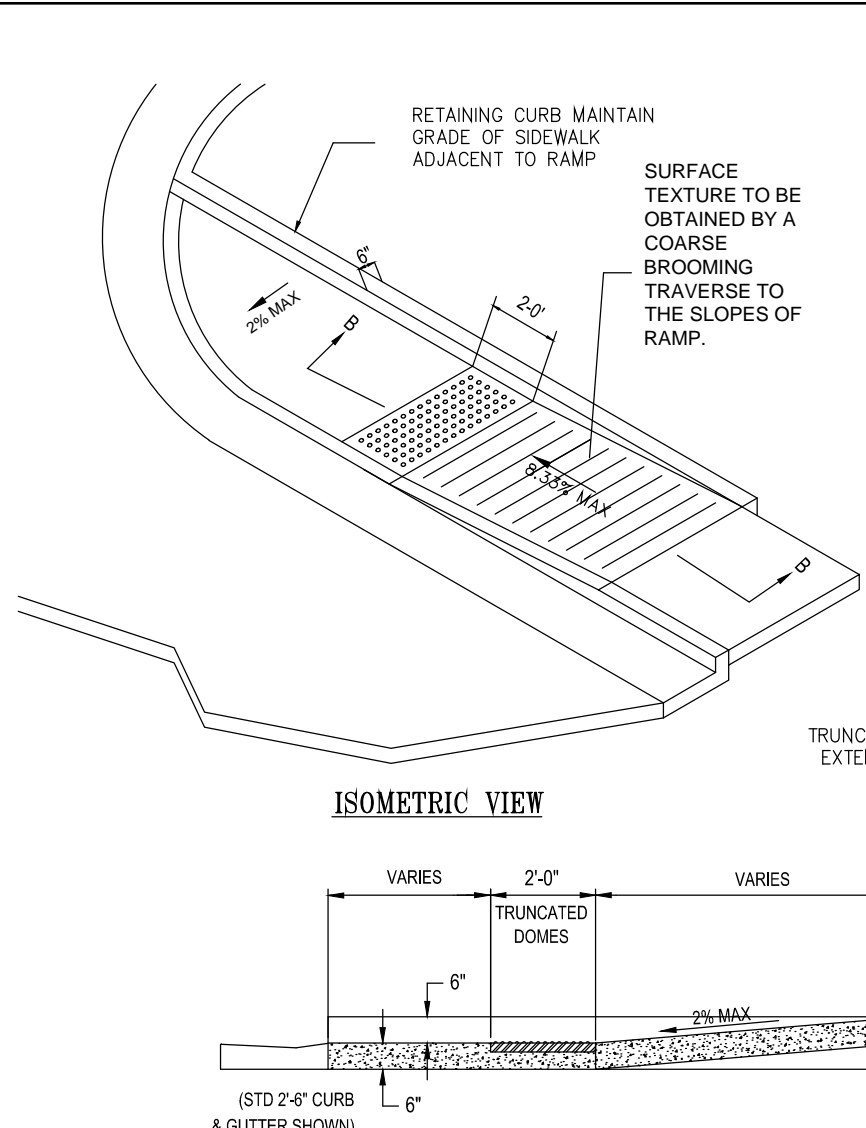 RETAINING CURB MAINTAIN
GRADE OF SIDEWALK
ADJACENT TO RAMP
SURFACE
TEXTURE TO BE
OBTAINED BY A
COARSE
BROOMING
TRAVERSE TO
THE SLOPES OF
RAMP.
6"
2-0'
2% MAX
B
8.33% MAX
B
TRUNC
EXTE
ISOMETRIC VIEW
VARIES
2'-0"
VARIES
TRUNCATED
DOMES
6"
2% MAX
(STD 2'-6" CURB
& GUTTER SHOWN)
6"